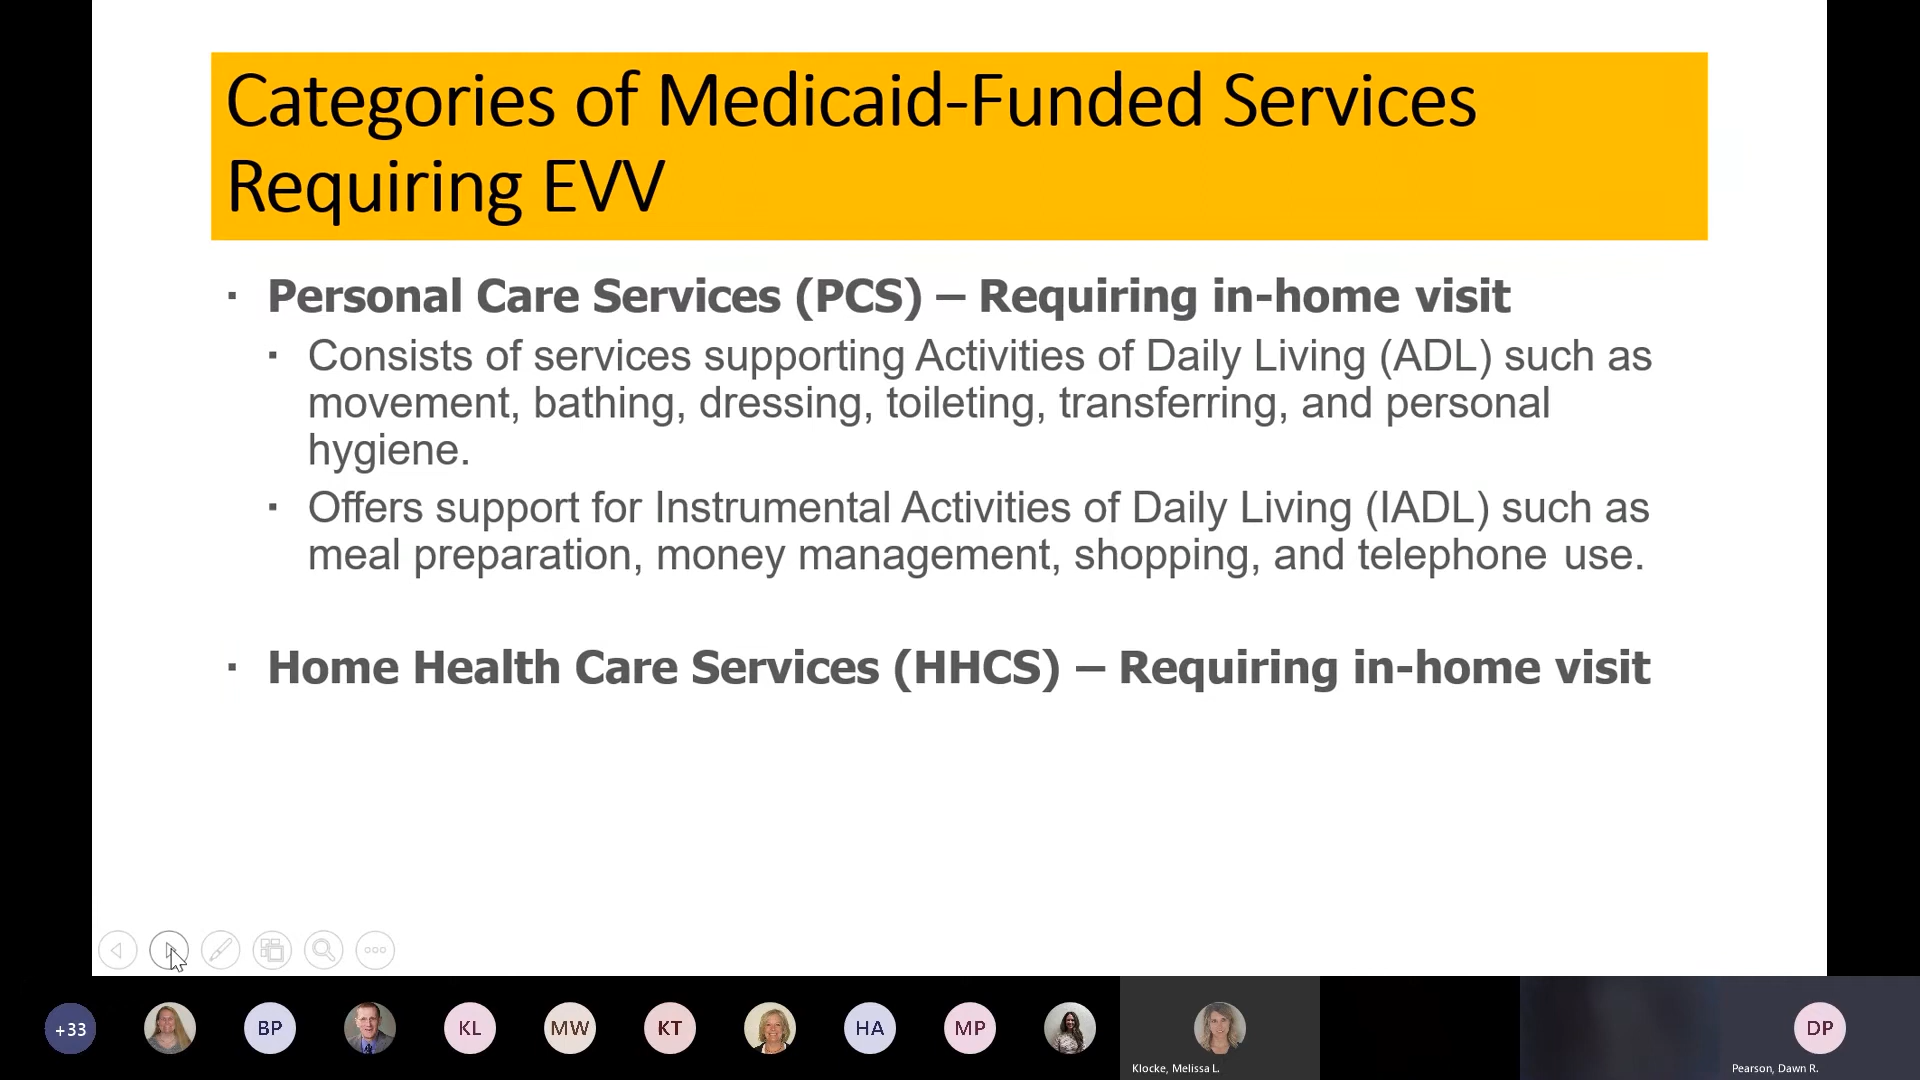 Categories of Medicaid-Funded Services
Requiring EVV
▪ Personal Care Services (PCS) – Requiring in-home visit
▪ Consists of services supporting Activities of Daily Living (ADL) such as
movement, bathing, dressing, toileting, transferring, and personal
hygiene.
▪ Offers support for Instrumental Activities of Daily Living (IADL) such as
meal preparation, money management, shopping, and telephone use.
▪ Home Health Care Services (HHCS) – Requiring in-home visit
+33
BP
KL
MW
KT
HA
MP
DP
Klocke, Melissa L.
Pearson, Dawn R.